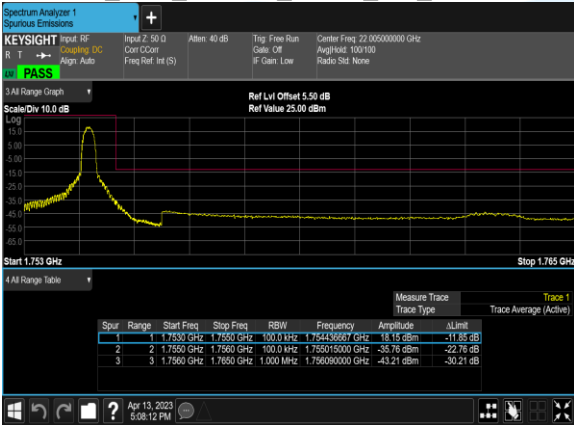 Spectrum Analyzer 1
Spurious Emissions
+
KEYSIGHT Input: RF Input Z: 50 Ω Atten: 40 dB Trig: Free Run Center Freq: 22.005000000 GHz
R T Coupling: DC Corr CCorr Gate: Off Avg|Hold: 100/100
Align: Auto Freq Ref: Int (S) IF Gain: Low Radio Std: None
PASS
3 All Range Graph
Ref Lvl Offset 5.50 dB
Scale/Div 10.0 dB Ref Value 25.00 dBm
Log
15.0
5.00
-5.00
-15.0
-25.0
-35.0
-45.0
-55.0
-65.0
Start 1.753 GHz Stop 1.765 GHz
4 All Range Table
Measure Trace Trace 1
Trace Type Trace Average (Active)
Spur Range Start Freq Stop Freq RBW Frequency Amplitude ΔLimit
1 1 1.7530 GHz 1.7550 GHz 100.0 kHz 1.754436667 GHz 18.15 dBm -11.85 dB
2 2 1.7550 GHz 1.7560 GHz 100.0 kHz 1.755015000 GHz -35.76 dBm -22.76 dB
3 3 1.7560 GHz 1.7650 GHz 1.000 MHz 1.756090000 GHz -43.21 dBm -30.21 dB
? Apr 13, 2023
5:08:12 PM